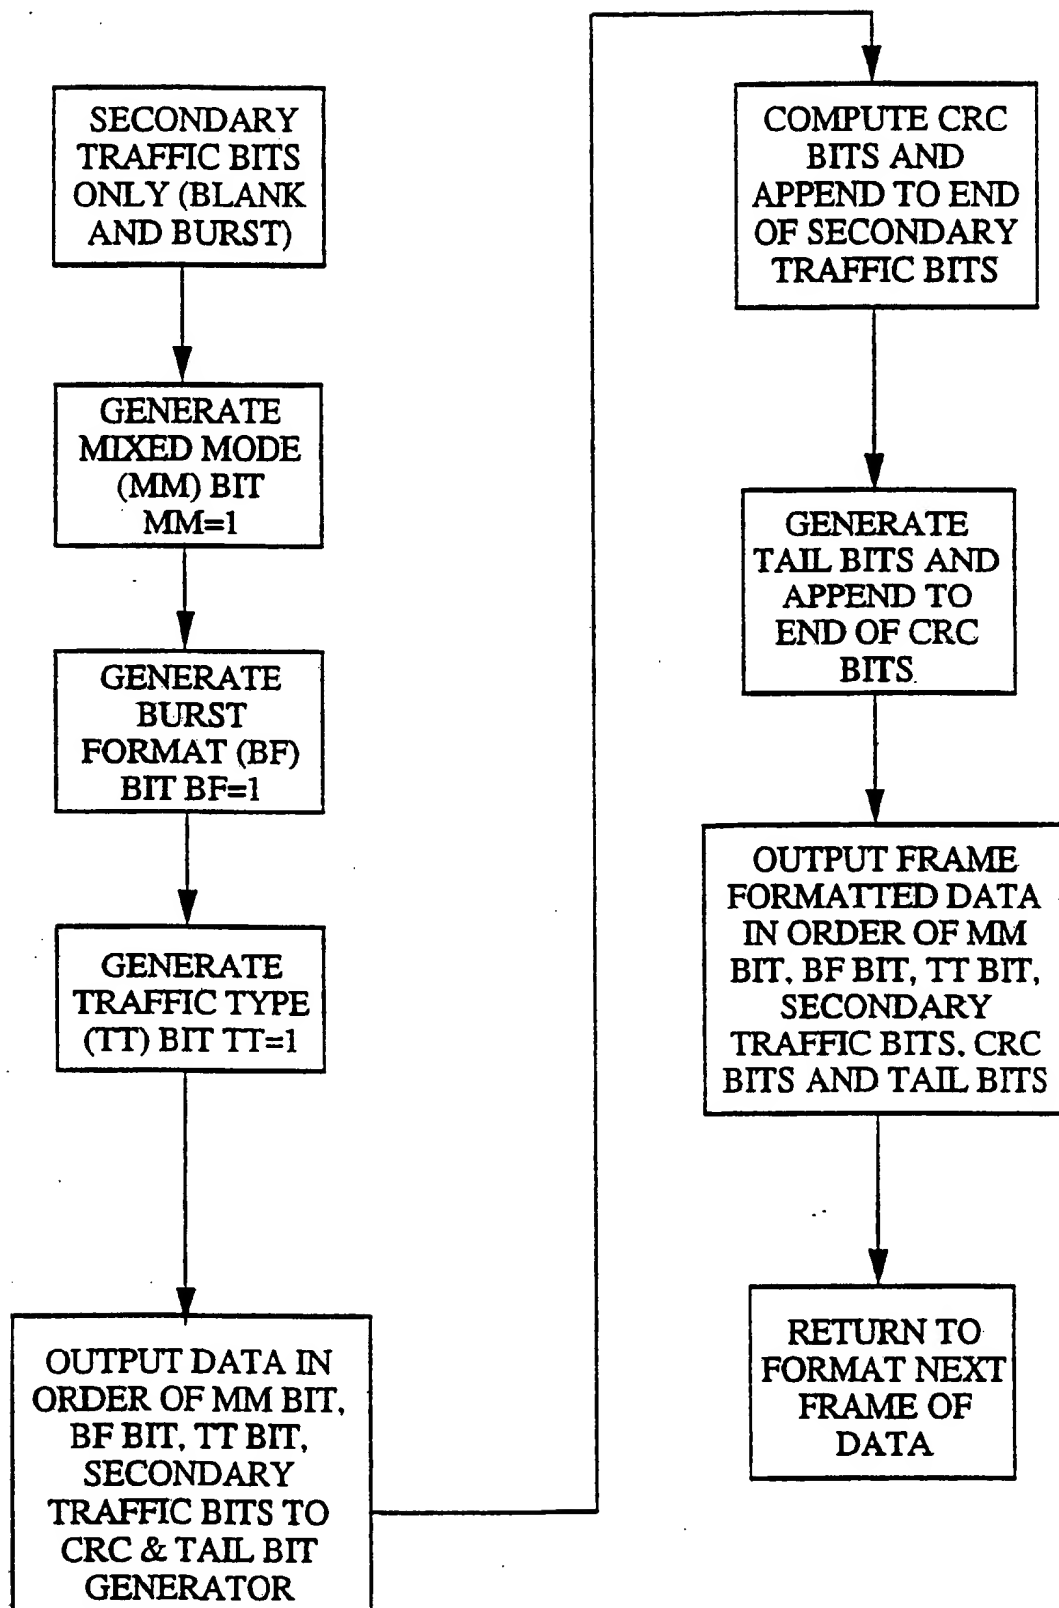 SECONDARY
TRAFFIC BITS
ONLY (BLANK
AND BURST)
GENERATE
MIXED MODE
(MM) BIT
MM=1
GENERATE
BURST
FORMAT (BF)
BIT BF=1
GENERATE
TRAFFIC TYPE
(TT) BIT TT=1
OUTPUT DATA IN
ORDER OF MM BIT,
BF BIT, TT BIT,
SECONDARY
TRAFFIC BITS TO
CRC & TAIL BIT
GENERATOR
COMPUTE CRC
BITS AND
APPEND TO END
OF SECONDARY
TRAFFIC BITS
GENERATE
TAIL BITS AND
APPEND TO
END OF CRC
BITS
OUTPUT FRAME
FORMATTED DATA
IN ORDER OF MM
BIT, BF BIT, TT BIT,
SECONDARY
TRAFFIC BITS, CRC
BITS AND TAIL BITS
RETURN TO
FORMAT NEXT
FRAME OF
DATA